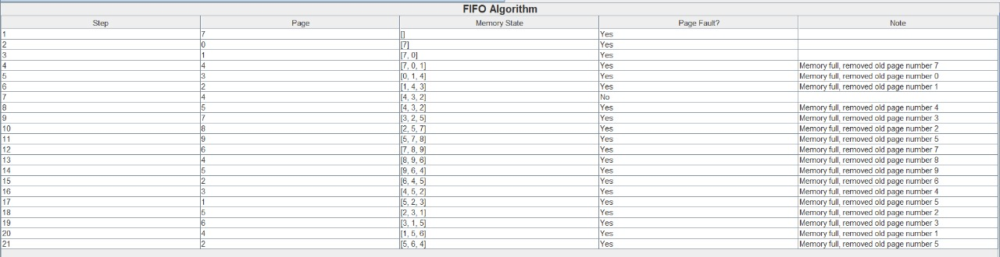 FIFO Algorithm
Step Page Memory State Page Fault? Note
1 7 [] Yes
2 0 [7] Yes
3 1 [7, 0] Yes
4 4 [7, 0, 1] Yes Memory full, removed old page number 7
5 3 [0, 1, 4] Yes Memory full, removed old page number 0
6 2 [1, 4, 3] Yes Memory full, removed old page number 1
7 4 [4, 3, 2] No
8 5 [4, 3, 2] Yes Memory full, removed old page number 4
9 7 [3, 2, 5] Yes Memory full, removed old page number 3
10 8 [2, 5, 7] Yes Memory full, removed old page number 2
11 9 [5, 7, 8] Yes Memory full, removed old page number 5
12 6 [7, 8, 9] Yes Memory full, removed old page number 7
13 4 [8, 9, 6] Yes Memory full, removed old page number 8
14 5 [9, 6, 4] Yes Memory full, removed old page number 9
15 2 [6, 4, 5] Yes Memory full, removed old page number 6
16 3 [4, 5, 2] Yes Memory full, removed old page number 4
17 1 [5, 2, 3] Yes Memory full, removed old page number 5
18 5 [2, 3, 1] Yes Memory full, removed old page number 2
19 6 [3, 1, 5] Yes Memory full, removed old page number 3
20 4 [1, 5, 6] Yes Memory full, removed old page number 1
21 2 [5, 6, 4] Yes Memory full, removed old page number 5